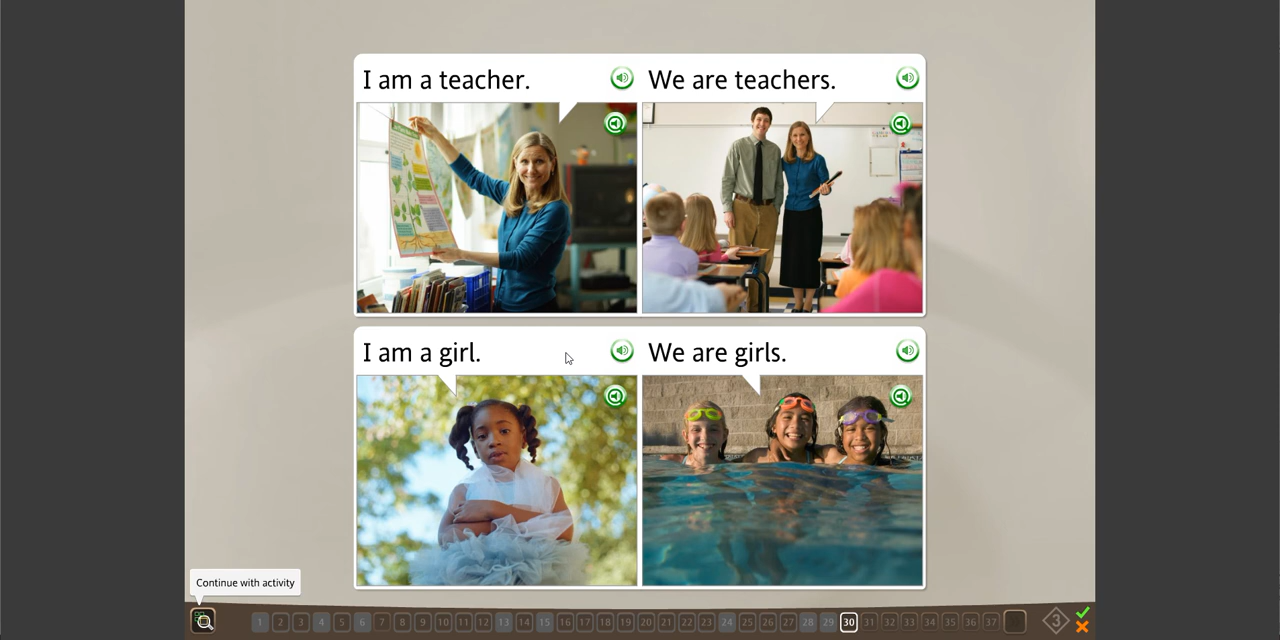 I am a teacher.
We are teachers.
I am a girl.
We are girls.
Continue with activity
1 2 3 4 5 6 7 8 9 10 11 12 13 14 15 16 17 18 19 20 21 22 23 24 25 26 27 28 29 30 31 32 33 34 35 36 37
3